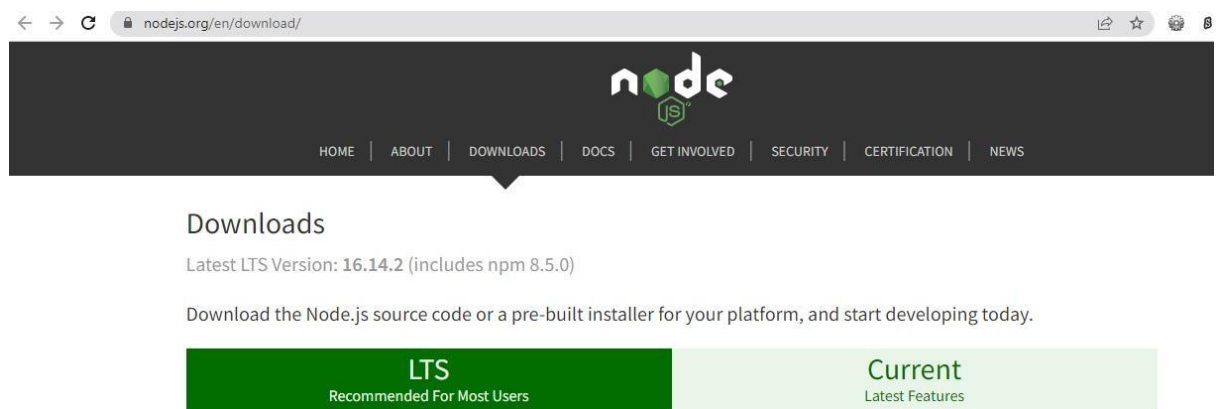 nodejs.org/en/download/
node
JS
HOME | ABOUT | DOWNLOADS | DOCS | GET INVOLVED | SECURITY | CERTIFICATION | NEWS
Downloads
Latest LTS Version: 16.14.2 (includes npm 8.5.0)
Download the Node.js source code or a pre-built installer for your platform, and start developing today.
LTS
Recommended For Most Users
Current
Latest Features